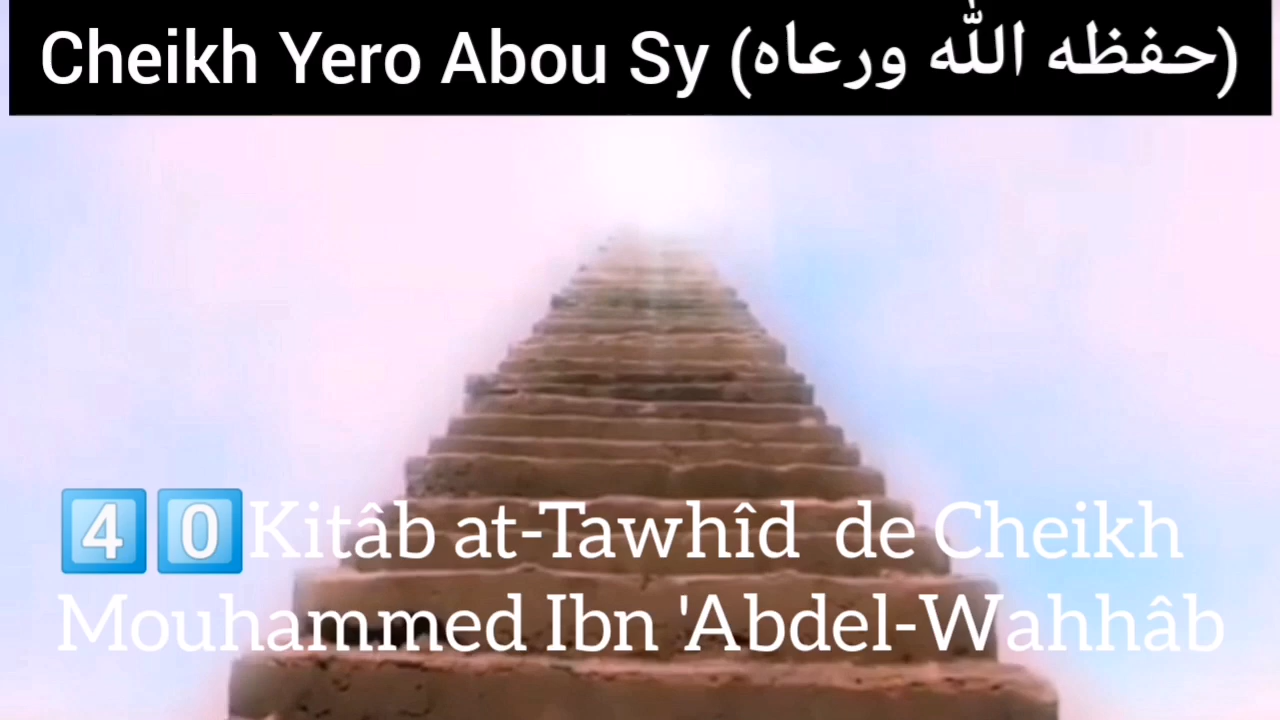 Cheikh Yero Abou Sy (حفظه الله ورعاه)
4️⃣0️⃣Kitâb at-Tawhîd de Cheikh
Mouhammed Ibn 'Abdel-Wahhâb